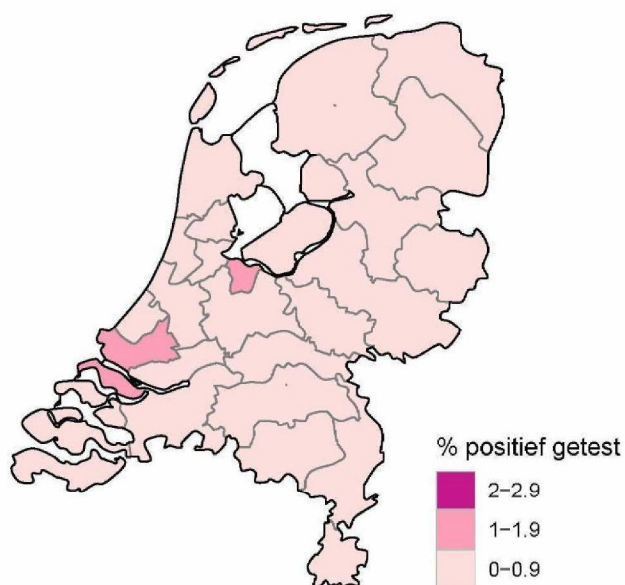 % positief getest
2–2.9
1–1.9
0–0.9